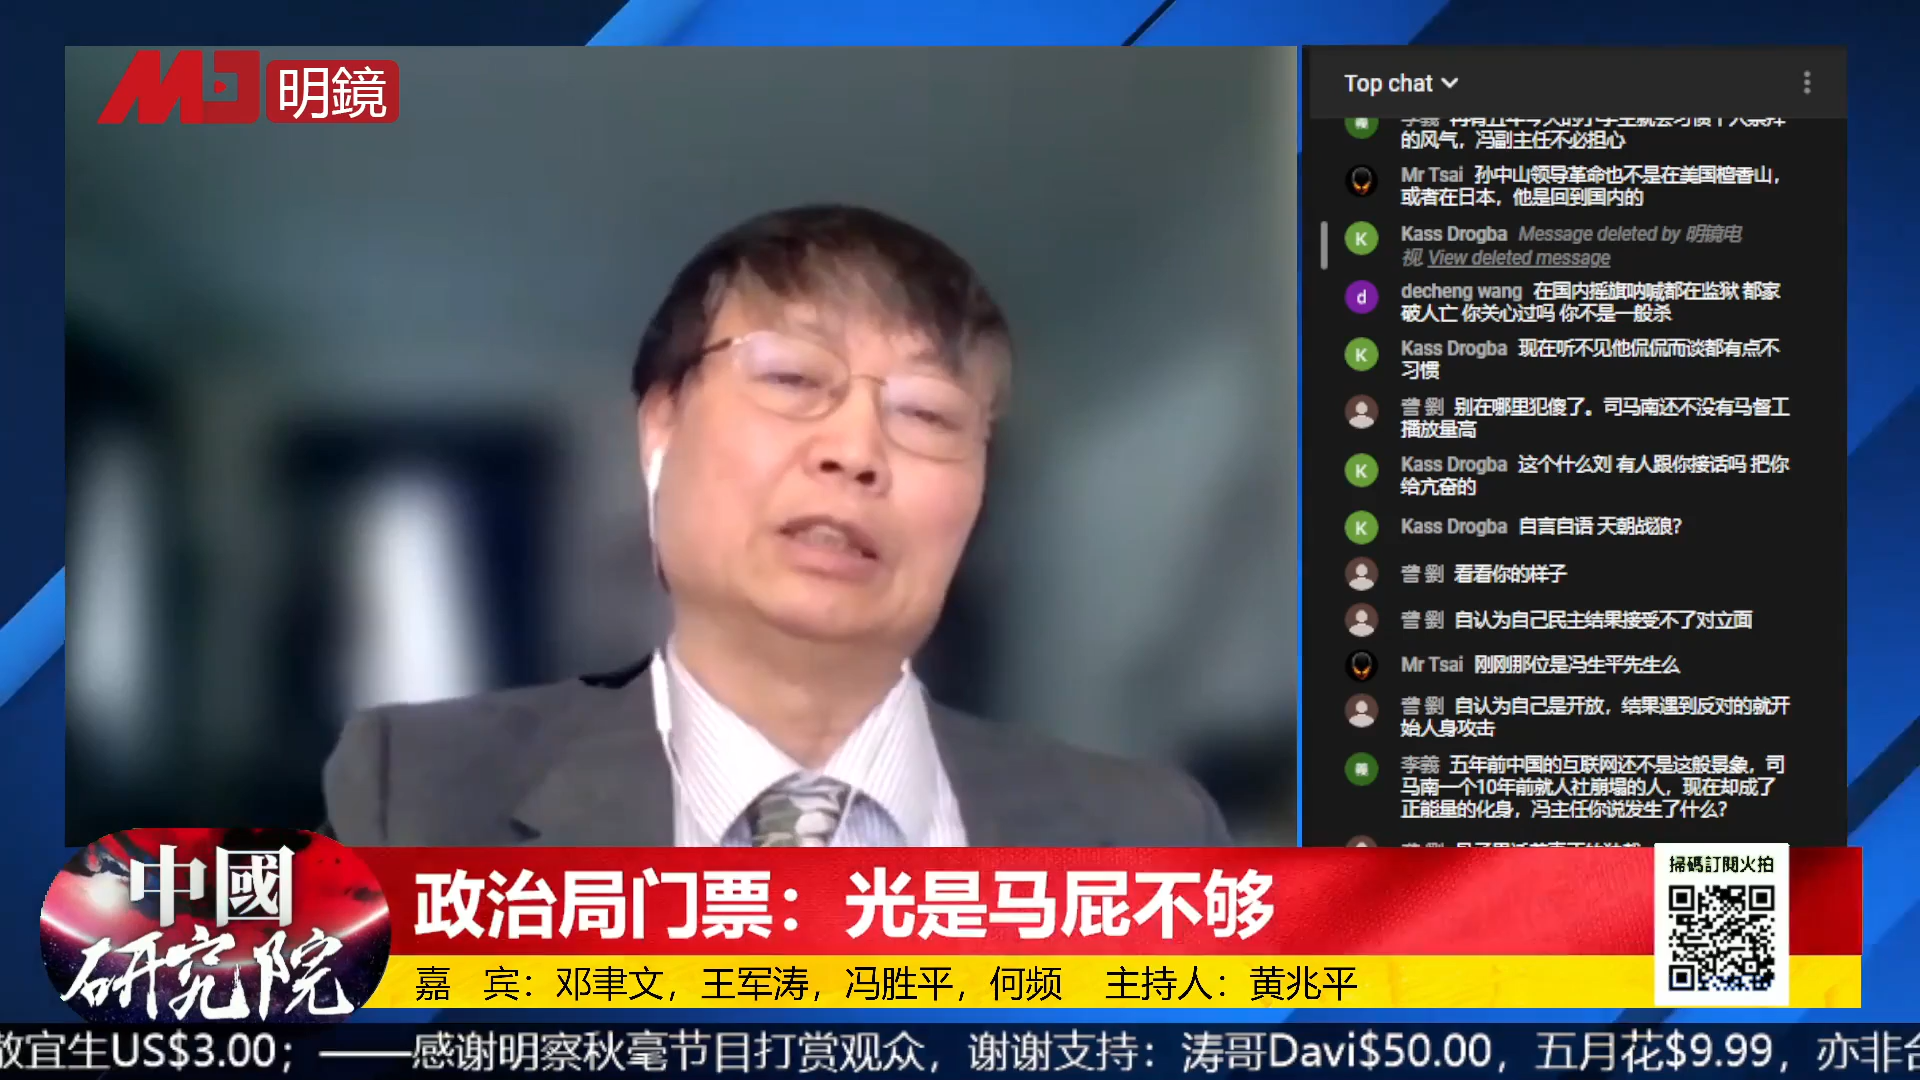 明鏡
Top chat
的风气，冯副主任不必担心
Mr Tsai 孙中山领导革命也不是在美国檀香山，
或者在日本，他是回到国内的
Kass Drogba Message deleted by 明鏡电
视. View deleted message
decheng wang 在国内摇旗呐喊都在监狱 都家
破人亡 你关心过吗 你不是一般杀
Kass Drogba 现在听不见他侃侃而谈都有点不
习惯
劉 别在哪里犯傻了。司马南还不没有马督工
播放量高
Kass Drogba 这个什么刘 有人跟你接话吗 把你
给亢奋的
Kass Drogba 自言自语 天朝战狼？
劉 看看你的样子
劉 自认为自己民主结果接受不了对立面
Mr Tsai 刚刚那位是冯生平先生么
劉 自认为自己是开放，结果遇到反对的就开
始人身攻击
李義 五年前中国的互联网还不是这般景象，司
马南一个10年前就人社崩塌的人，现在却成了
正能量的化身，冯主任你说发生了什么？
中國
研究院
政治局门票：光是马屁不够
嘉 宾：邓聿文，王军涛，冯胜平，何频 主持人：黄兆平
掃碼訂閱火拍
宜生US$3.00；——感谢明察秋毫节目打赏观众，谢谢支持：涛哥Davi$50.00，五月花$9.99，亦非